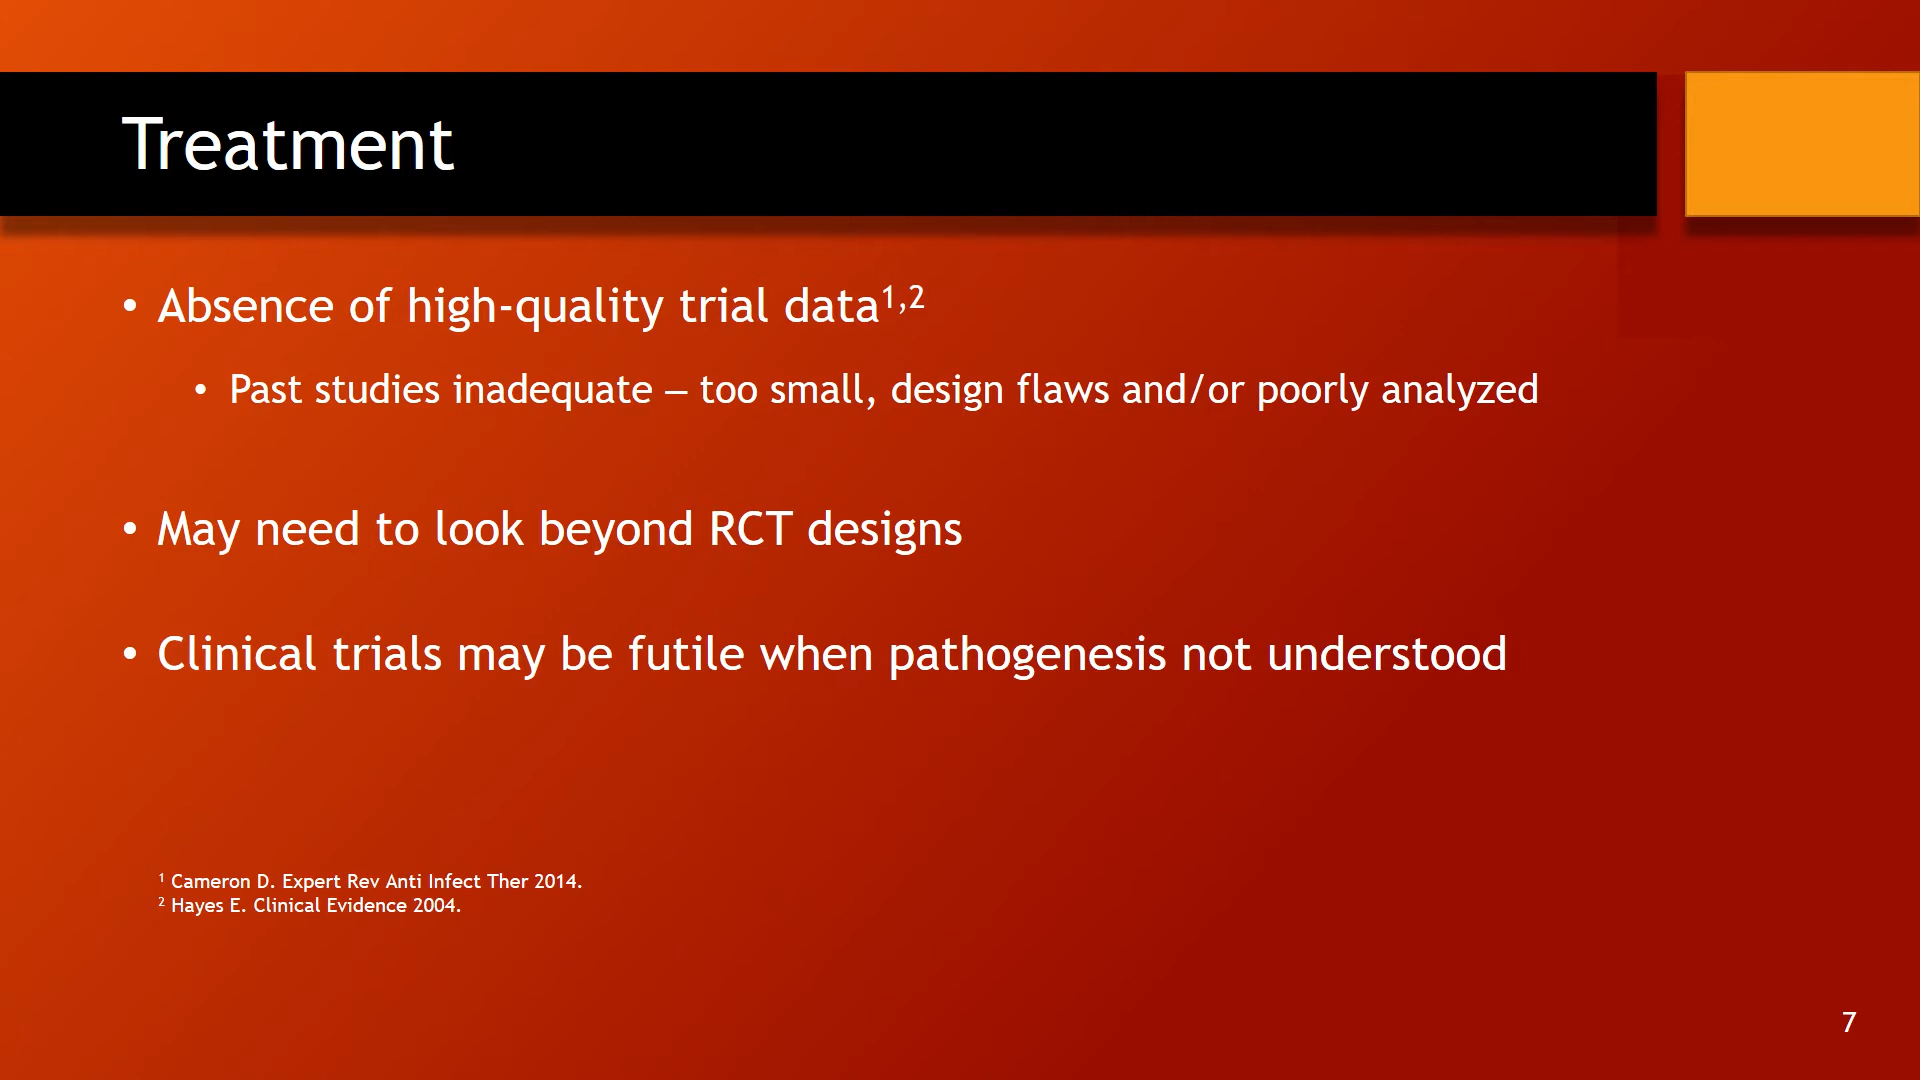 Treatment
• Absence of high-quality trial data¹,²
• Past studies inadequate – too small, design flaws and/or poorly analyzed
• May need to look beyond RCT designs
• Clinical trials may be futile when pathogenesis not understood
¹ Cameron D. Expert Rev Anti Infect Ther 2014.
² Hayes E. Clinical Evidence 2004.
7